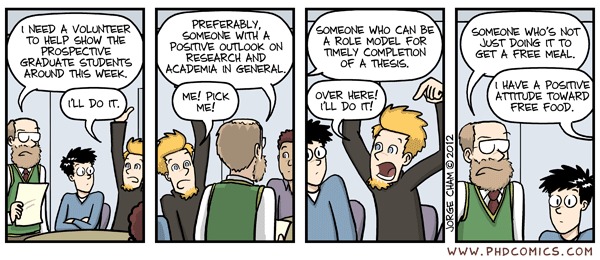 I NEED A VOLUNTEER
TO HELP SHOW THE
PROSPECTIVE
GRADUATE STUDENTS
AROUND THIS WEEK.
I'LL DO IT.
PREFERABLY,
SOMEONE WITH A
POSITIVE OUTLOOK ON
RESEARCH AND
ACADEMIA IN GENERAL.
ME! PICK
ME!
SOMEONE WHO CAN BE
A ROLE MODEL FOR
TIMELY COMPLETION
OF A THESIS.
OVER HERE!
I'LL DO IT!
JORGE CHAM © 2012
SOMEONE WHO'S NOT
JUST DOING IT TO
GET A FREE MEAL.
I HAVE A POSITIVE
ATTITUDE TOWARD
FREE FOOD.
WWW.PHDCOMICS.COM